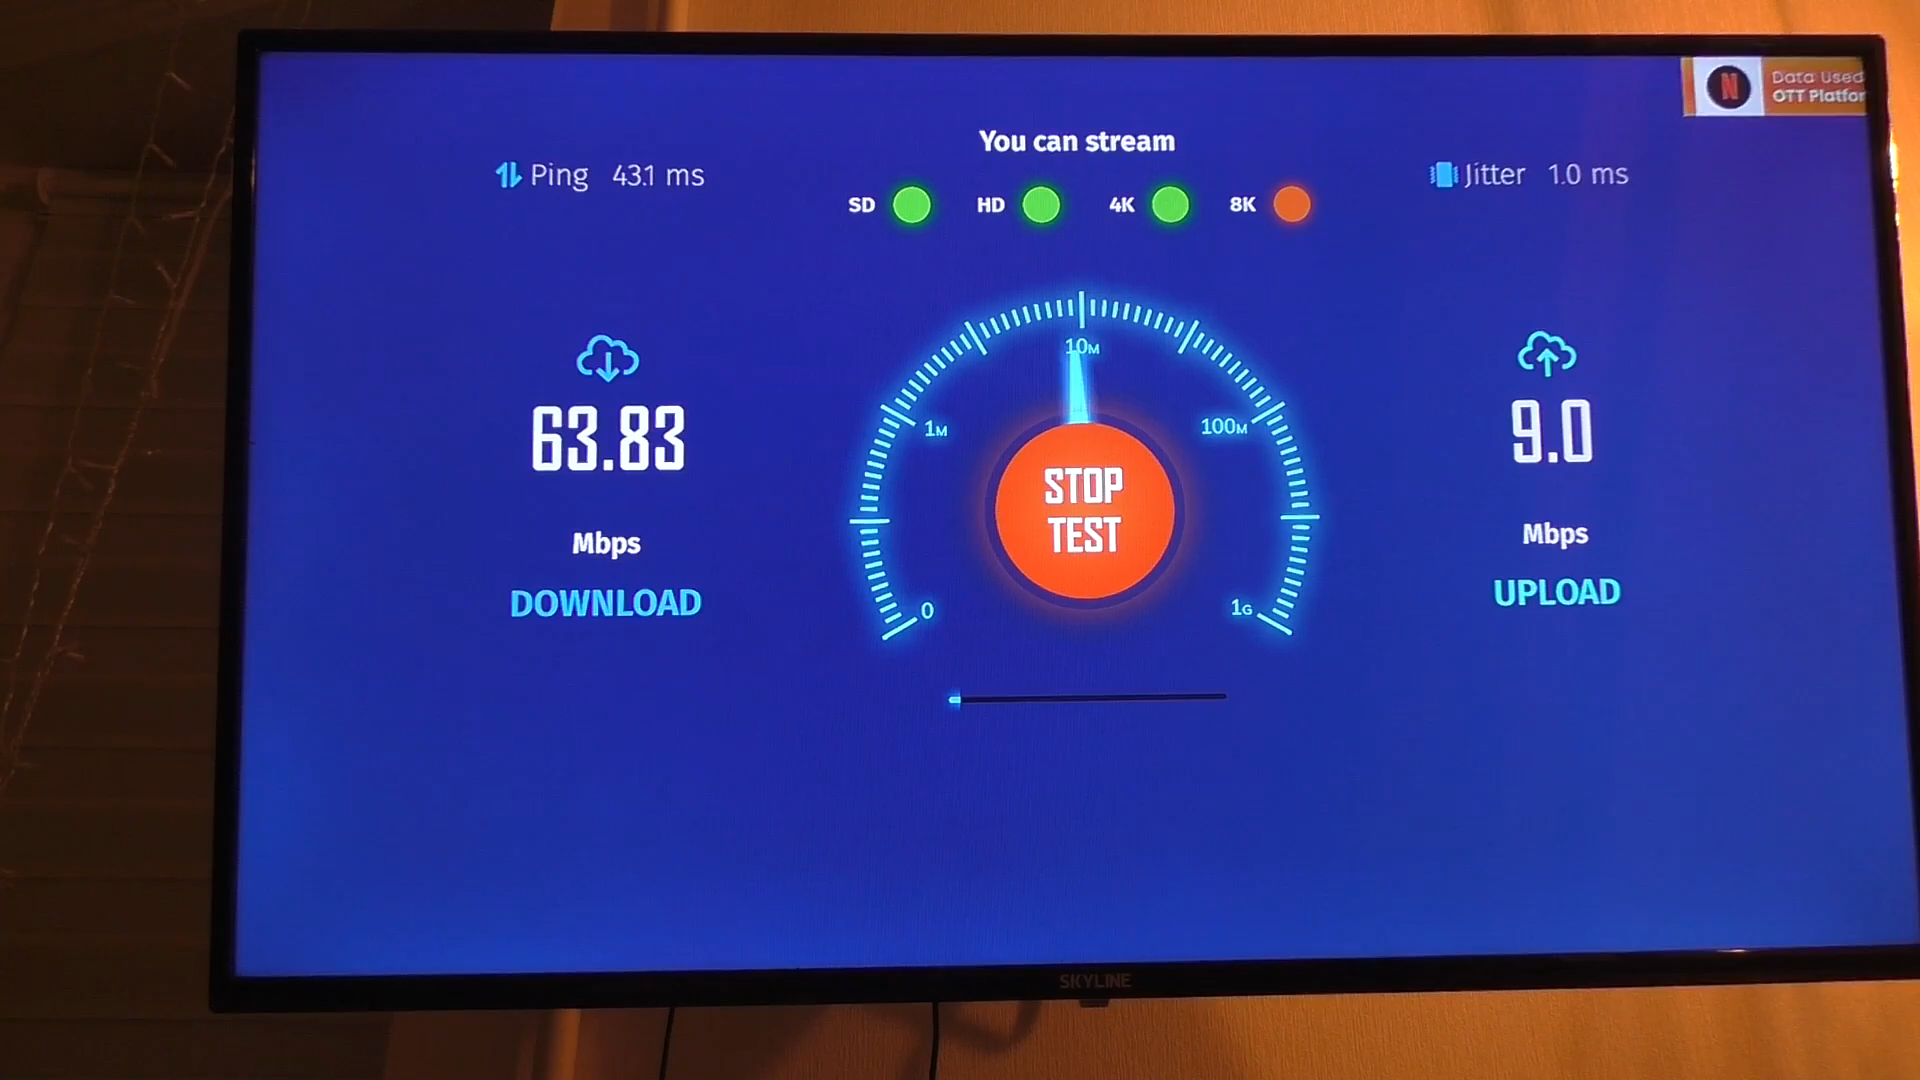 Data Used
OTT Platfor
You can stream
Ping 43.1 ms
Jitter 1.0 ms
SD HD 4K 8K
10M
1M 100M
63.83
9.0
STOP
TEST
Mbps
Mbps
DOWNLOAD
UPLOAD
0 1G
SKYLINE